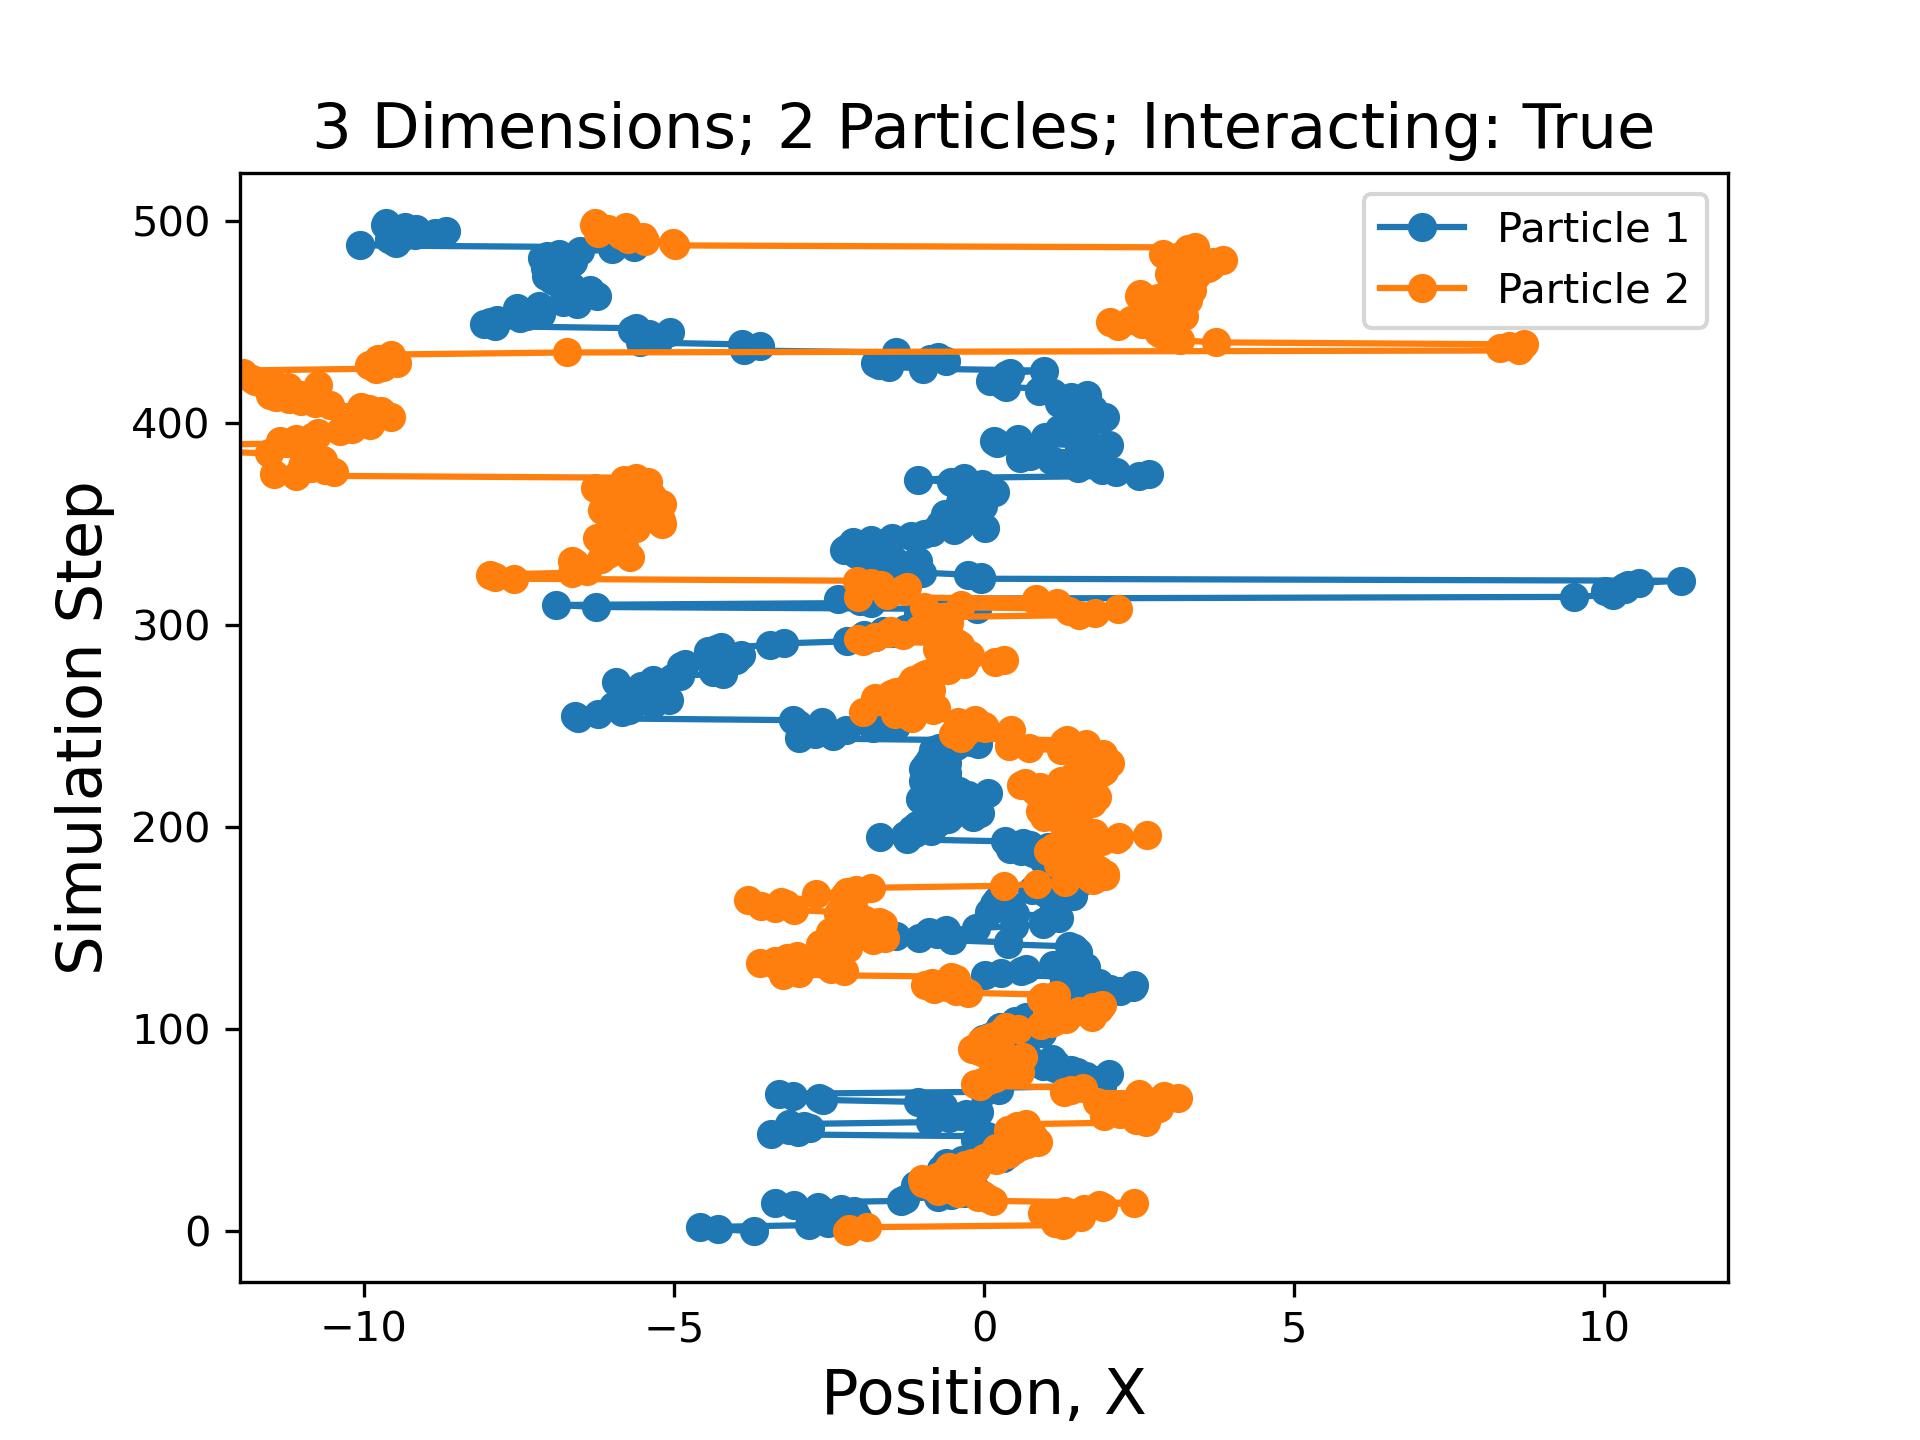 3 Dimensions; 2 Particles; Interacting: True
Particle 1
Particle 2
500
400
300
200
100
0
Simulation Step
−10
−5
0
5
10
Position, X